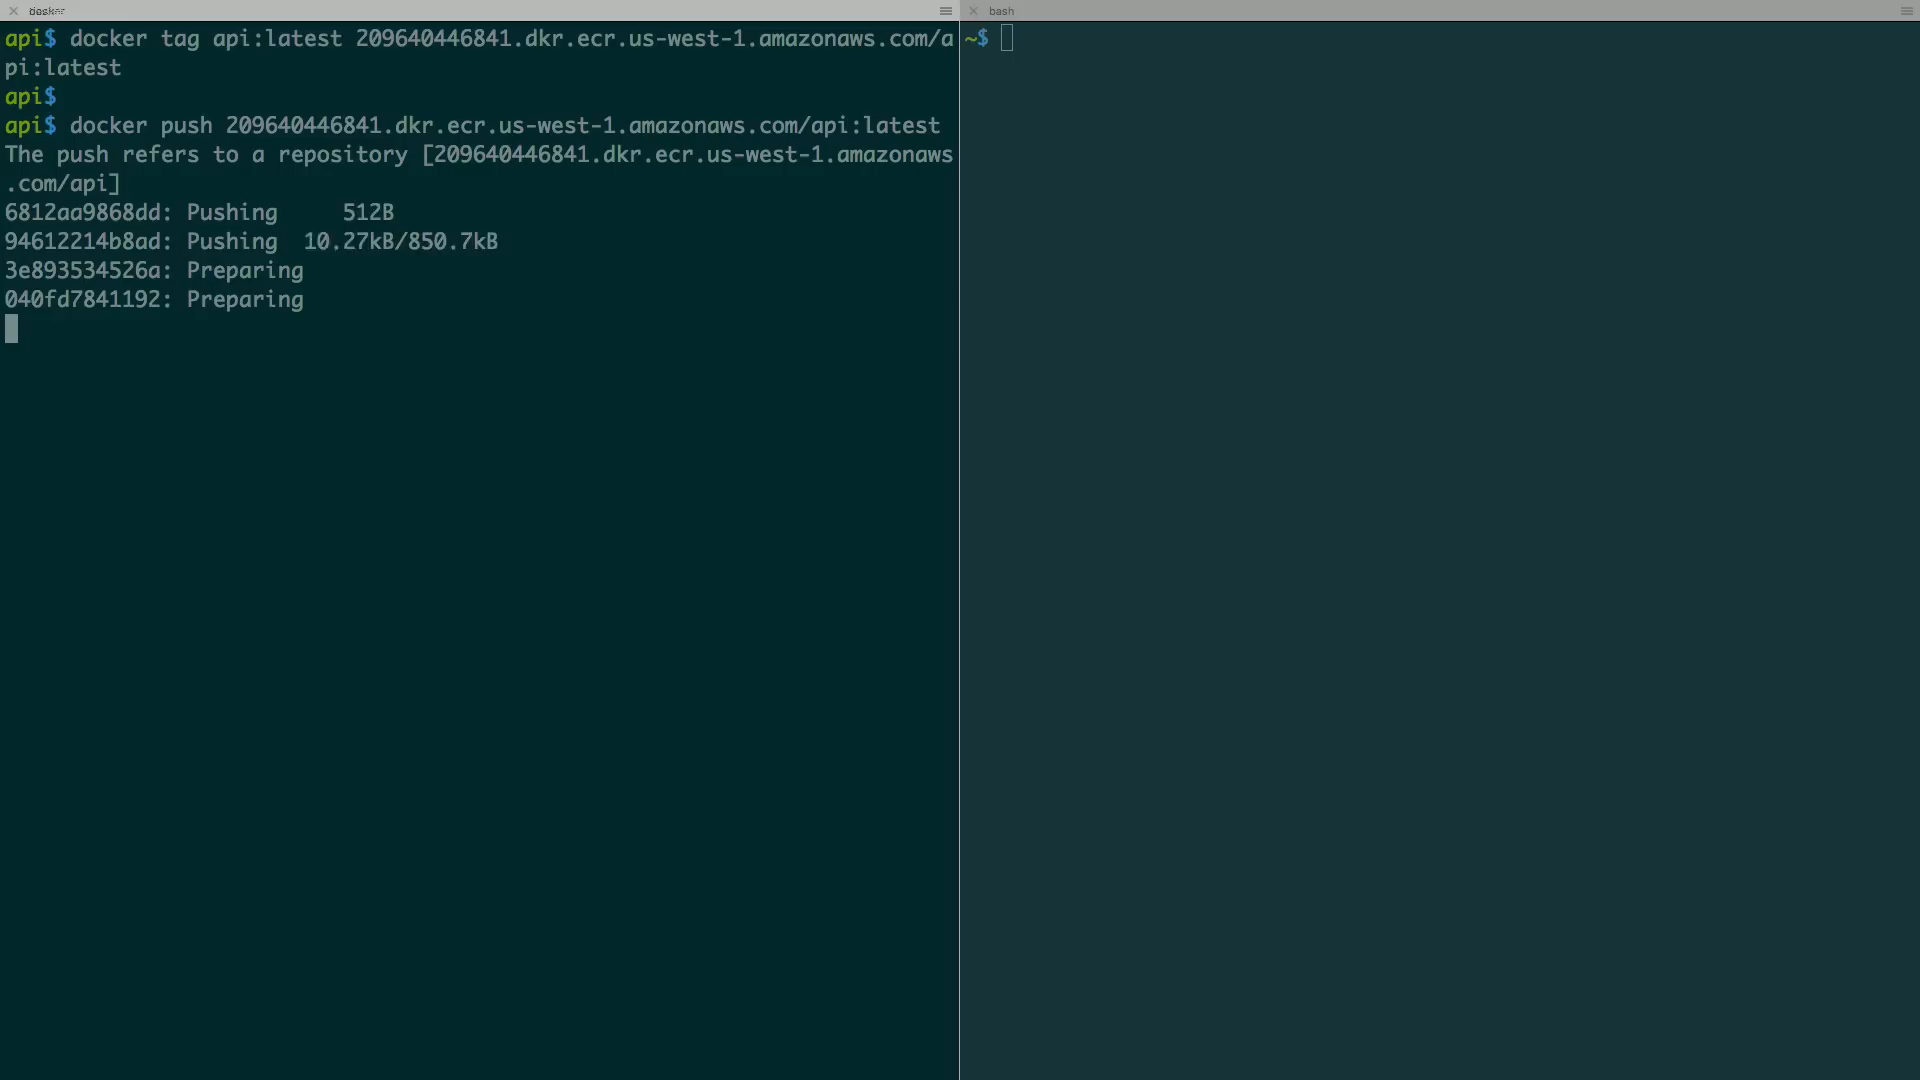 api$ docker tag api:latest 209640446841.dkr.ecr.us-west-1.amazonaws.com/a
pi:latest
api$
api$ docker push 209640446841.dkr.ecr.us-west-1.amazonaws.com/api:latest
The push refers to a repository [209640446841.dkr.ecr.us-west-1.amazonaws
.com/api]
6812aa9868dd: Pushing     512B
94612214b8ad: Pushing  10.27kB/850.7kB
3e893534526a: Preparing
040fd7841192: Preparing
bash
~$